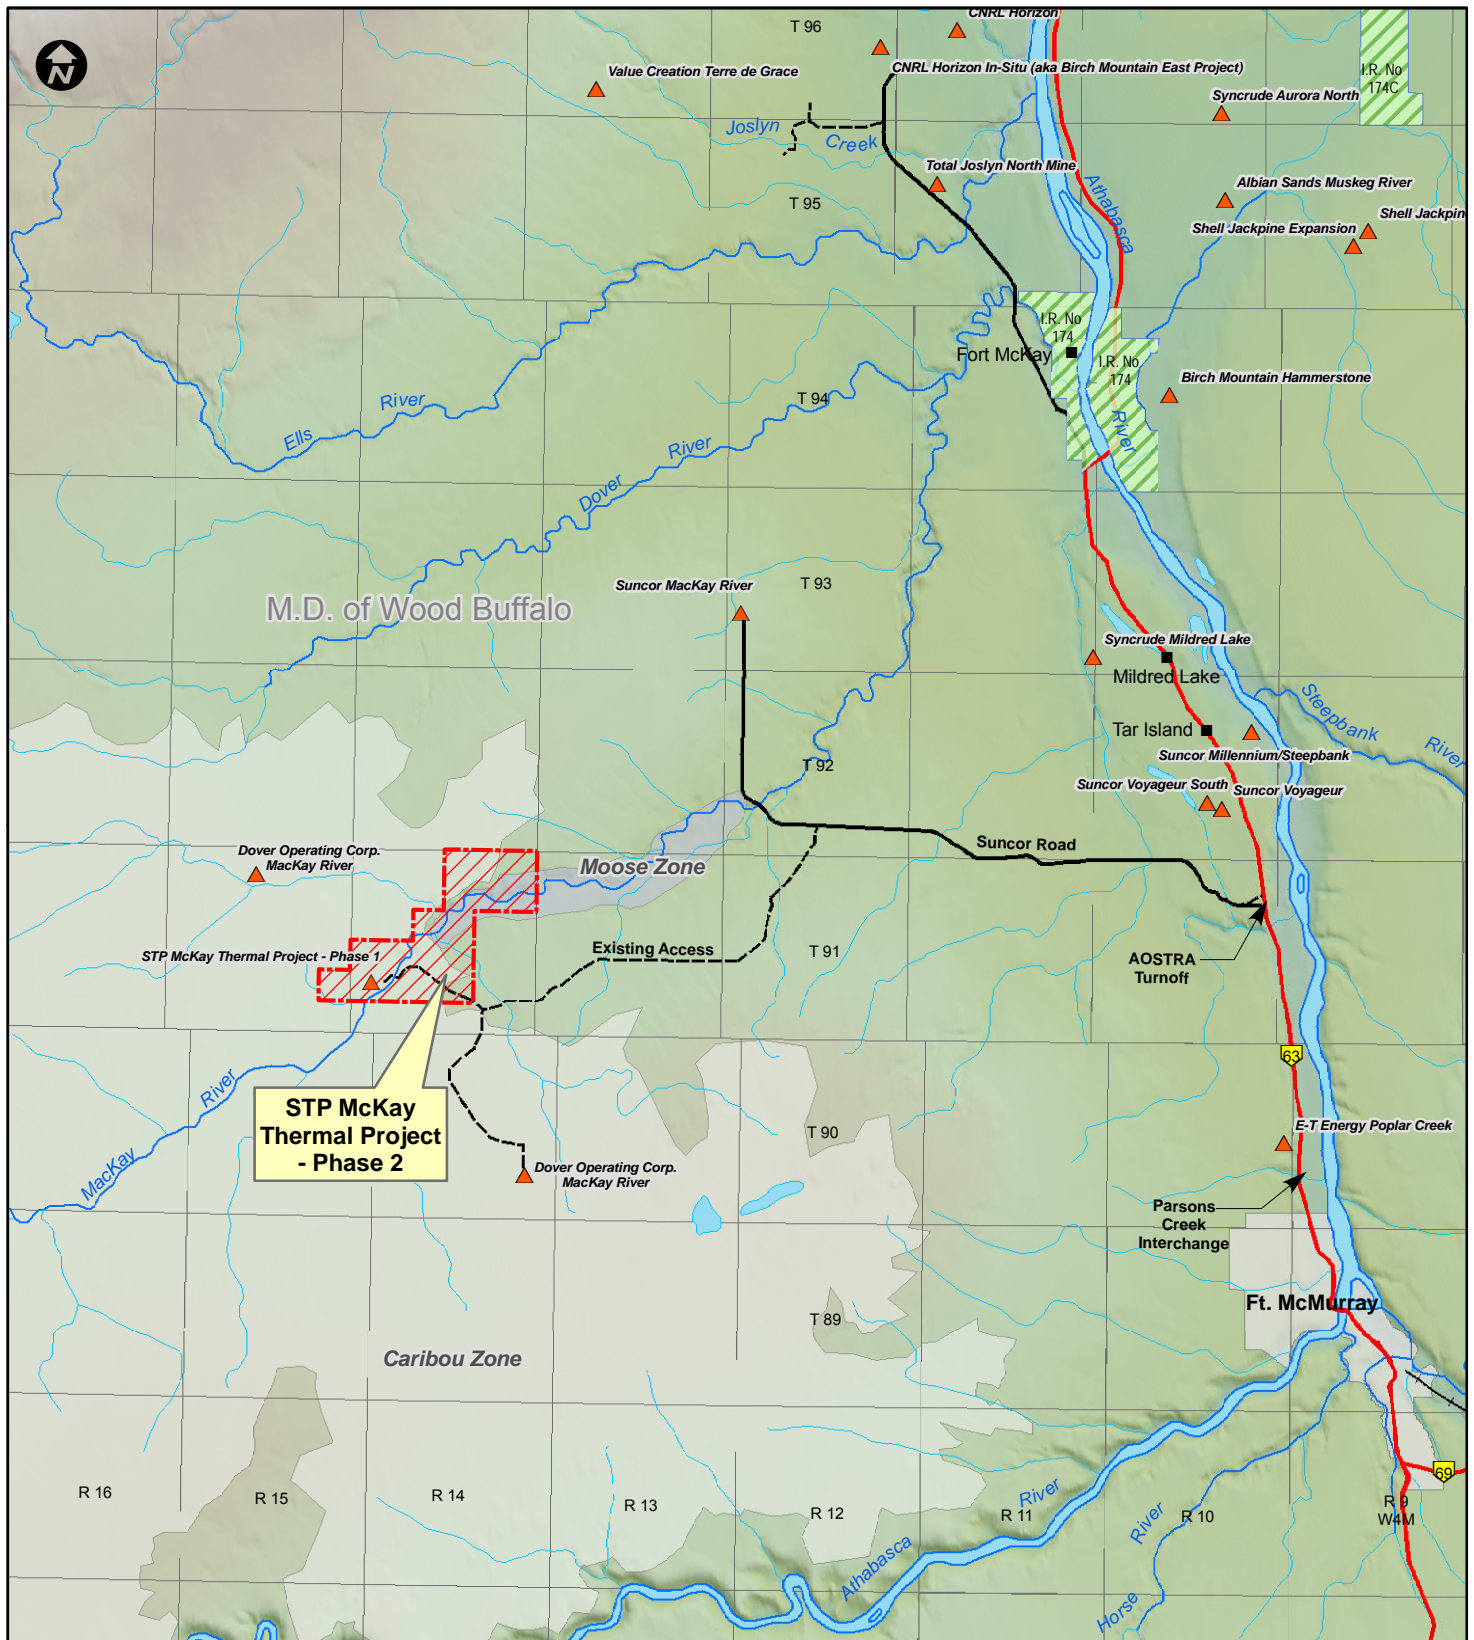 N
T 96
CNRL Horizon
CNRL Horizon In-Situ (aka Birch Mountain East Project)
Value Creation Terre de Grace
I.R. No
174C
Syncrude Aurora North
Joslyn
Creek
Total Joslyn North Mine
Athabasca
Albian Sands Muskeg River
T 95
Shell Jackpin
Shell Jackpine Expansion
I.R. No
174
Fort McKay
I.R. No
174
Birch Mountain Hammerstone
River
Ells
River
T 94
River
Dover
Suncor MacKay River
T 93
M.D. of Wood Buffalo
Syncrude Mildred Lake
Mildred Lake
Steepbank
River
Tar Island
Suncor Millennium/Steepbank
T 92
Suncor Voyageur South
Suncor Voyageur
Suncor Road
Dover Operating Corp.
MacKay River
Moose Zone
STP McKay Thermal Project - Phase 1
Existing Access
T 91
AOSTRA
Turnoff
63
River
MacKay
STP McKay
Thermal Project
- Phase 2
T 90
E-T Energy Poplar Creek
Dover Operating Corp.
MacKay River
Parsons
Creek
Interchange
Ft. McMurray
T 89
Caribou Zone
69
R 16
R 15
R 14
R 13
R 12
R 11
R 10
R 9
W4M
River
Athabasca
River
Horse